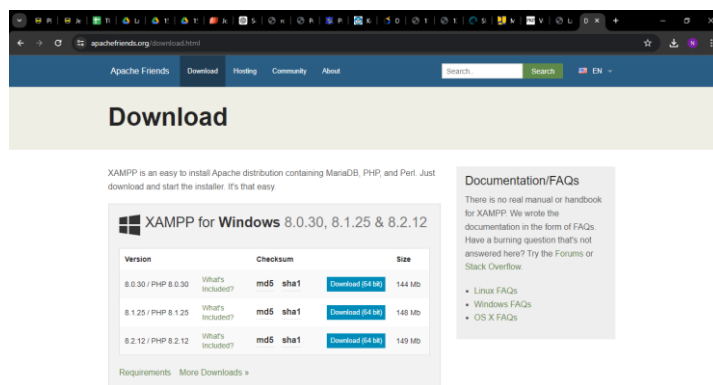 apachefriends.org/download.html
Apache Friends Download Hosting Community About Search... Search EN
Download
XAMPP is an easy to install Apache distribution containing MariaDB, PHP, and Perl. Just
download and start the installer. It's that easy.
XAMPP for Windows 8.0.30, 8.1.25 & 8.2.12
Version Checksum Size
8.0.30 / PHP 8.0.30 What's Included? md5 sha1 Download (64 bit) 144 Mb
8.1.25 / PHP 8.1.25 What's Included? md5 sha1 Download (64 bit) 148 Mb
8.2.12 / PHP 8.2.12 What's Included? md5 sha1 Download (64 bit) 149 Mb
Requirements More Downloads »
Documentation/FAQs
There is no real manual or handbook
for XAMPP. We wrote the
documentation in the form of FAQs.
Have a burning question that's not
answered here? Try the Forums or
Stack Overflow.
• Linux FAQs
• Windows FAQs
• OS X FAQs